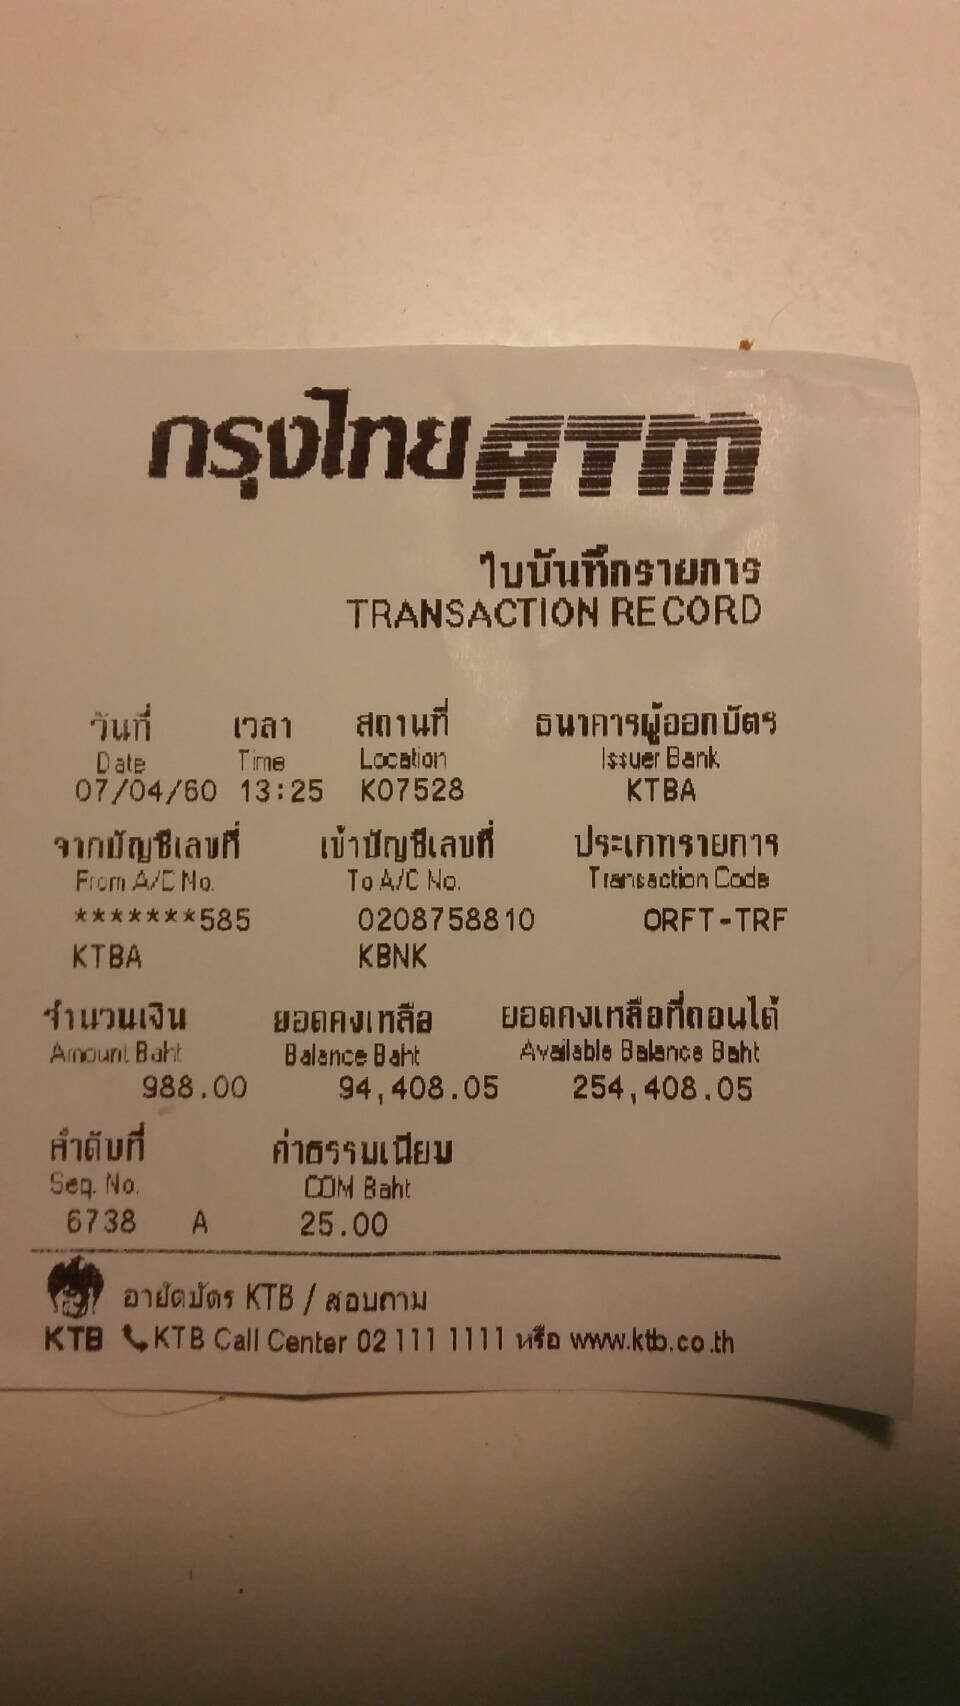 กรุงไทย ATM
ใบบันทึกรายการ
TRANSACTION RECORD
วันที่ เวลา สถานที่ ธนาคารผู้ออกบัตร
Date Time Location Issuer Bank
07/04/60 13:25 K07528 KTBA
จากบัญชีเลขที่ เข้าบัญชีเลขที่ ประเภทรายการ
From A/C No. To A/C No. Transaction Code
*******585 0208758810 ORFT-TRF
KTBA KBNK
จำนวนเงิน ยอดคงเหลือ ยอดคงเหลือที่ถอนได้
Amount Baht Balance Baht Available Balance Baht
988.00 94,408.05 254,408.05
ลำดับที่ ค่าธรรมเนียม
Seq. No. COM Baht
6738 A 25.00
อายัดบัตร KTB / สอบถาม
KTB KTB Call Center 02 111 1111 หรือ www.ktb.co.th